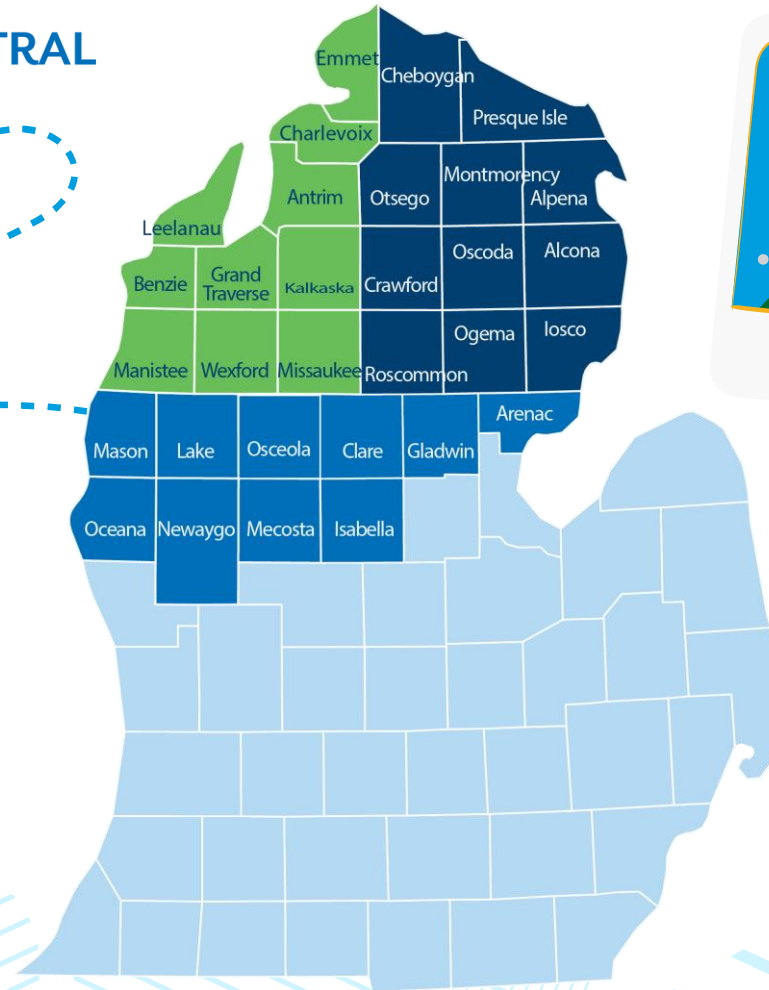 TRAL
Emmet
Cheboygan
Presque Isle
Charlevoix
Montmorency
Antrim
Otsego
Alpena
Leelanau
Oscoda
Alcona
Benzie
Grand
Traverse
Kalkaska
Crawford
Ogema
Iosco
Manistee
Wexford
Missaukee
Roscommon
Arenac
Mason
Lake
Osceola
Clare
Gladwin
Oceana
Newaygo
Mecosta
Isabella